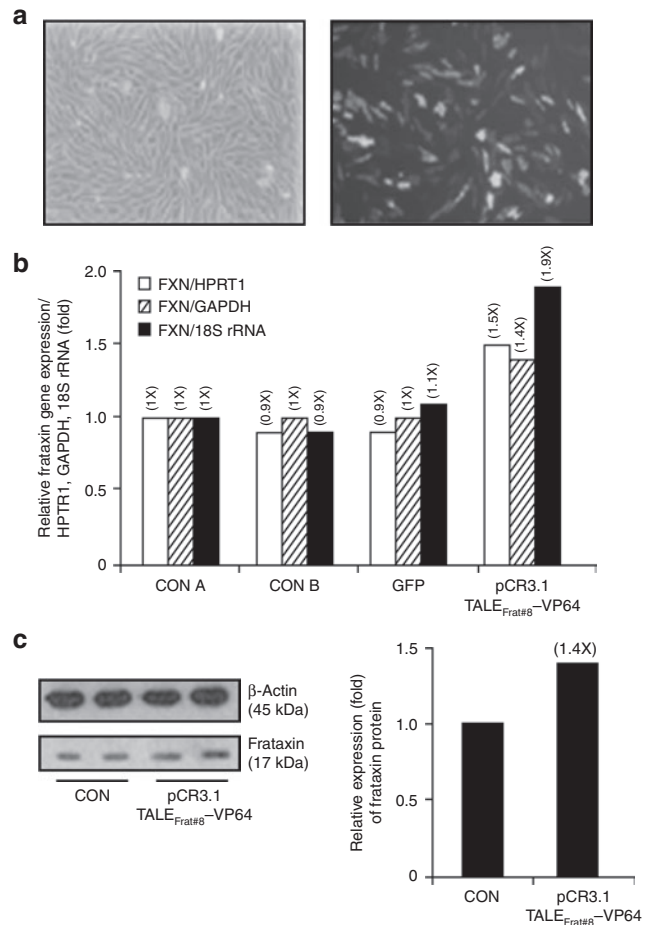 a
b
Relative frataxin gene expression/
HPTR1, GAPDH, 18S rRNA (fold)
2.0
1.5
1.0
0.5
0
FXN/HPRT1
FXN/GAPDH
FXN/18S rRNA
(1X)
(1X)
(1X)
(0.9X)
(1X)
(0.9X)
(0.9X)
(1X)
(1.1X)
(1.5X)
(1.4X)
(1.9X)
CON A
CON B
GFP
pCR3.1
TALEFrat#8–VP64
c
β-Actin
(45 kDa)
Frataxin
(17 kDa)
CON
pCR3.1
TALEFrat#8–VP64
Relative expression (fold)
of frataxin protein
1.5
1.0
0.5
0
(1.4X)
CON
pCR3.1
TALEFrat#8–VP64